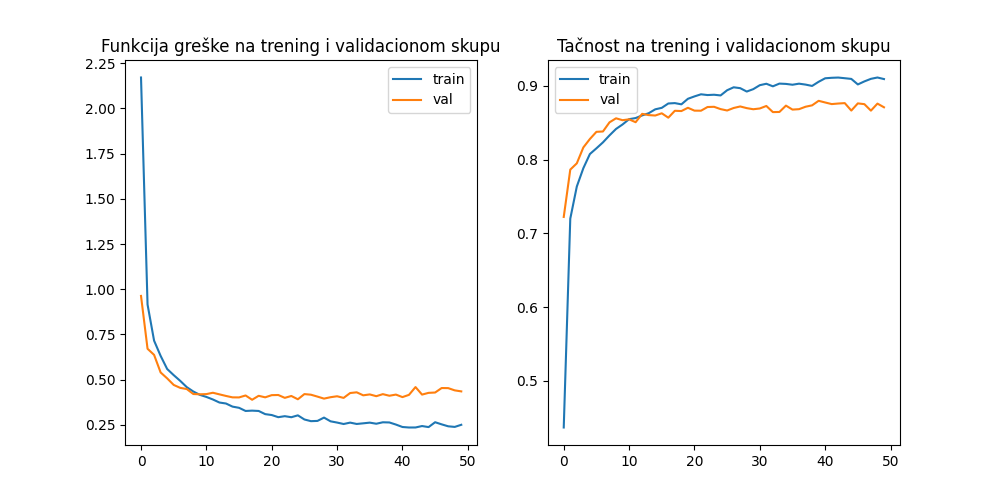 Funkcija greške na trening i validacionom skupu
2.25
2.00
1.75
1.50
1.25
1.00
0.75
0.50
0.25
0 10 20 30 40 50
train
val
Tačnost na trening i validacionom skupu
0.9
0.8
0.7
0.6
0.5
0 10 20 30 40 50
train
val